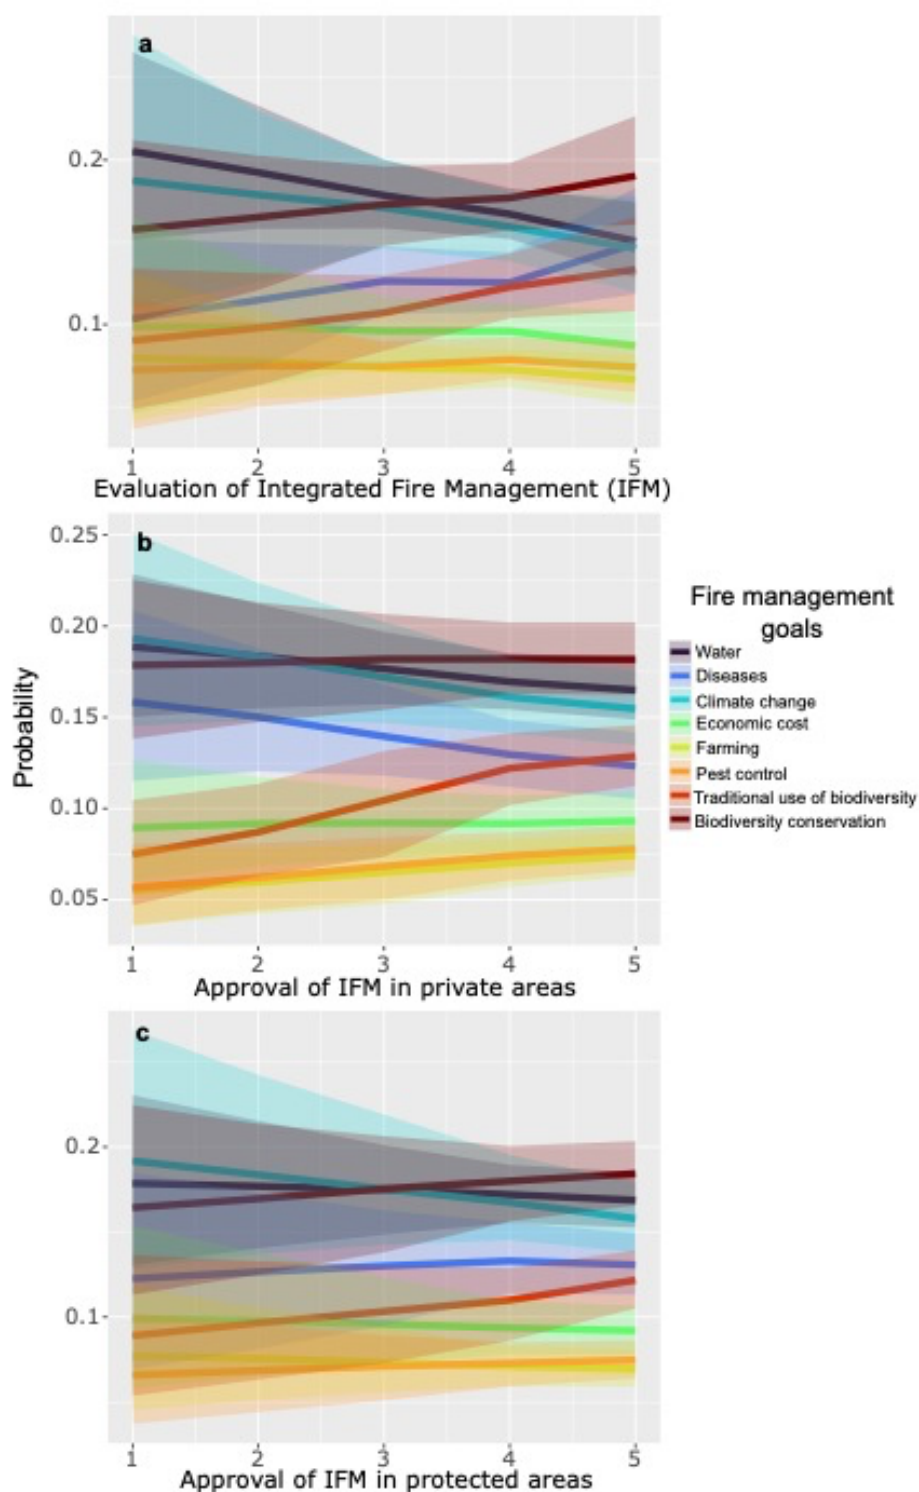 a
0.2
0.1
1 2 3 4 5
Evaluation of Integrated Fire Management (IFM)
b
0.25
0.20
0.15
0.10
0.05
Probability
1 2 3 4 5
Approval of IFM in private areas
Fire management
goals
Water
Diseases
Climate change
Economic cost
Farming
Pest control
Traditional use of biodiversity
Biodiversity conservation
c
0.2
0.1
1 2 3 4 5
Approval of IFM in protected areas